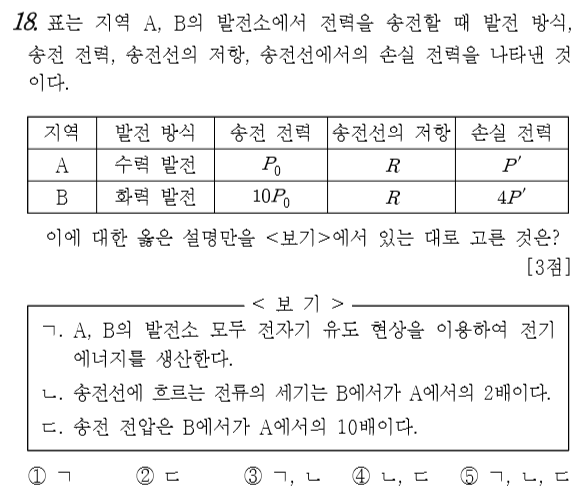 18. 표는 지역 A, B의 발전소에서 전력을 송전할 때 발전 방식,
송전 전력, 송전선의 저항, 송전선에서의 손실 전력을 나타낸 것
이다.
지역 발전 방식 송전 전력 송전선의 저항 손실 전력
A 수력 발전 P₀ R P′
B 화력 발전 10P₀ R 4P′
이에 대한 옳은 설명만을 <보기>에서 있는 대로 고른 것은?
[3점]
< 보 기 >
ㄱ. A, B의 발전소 모두 전자기 유도 현상을 이용하여 전기
에너지를 생산한다.
ㄴ. 송전선에 흐르는 전류의 세기는 B에서가 A에서의 2배이다.
ㄷ. 송전 전압은 B에서가 A에서의 10배이다.
① ㄱ ② ㄷ ③ ㄱ, ㄴ ④ ㄴ, ㄷ ⑤ ㄱ, ㄴ, ㄷ